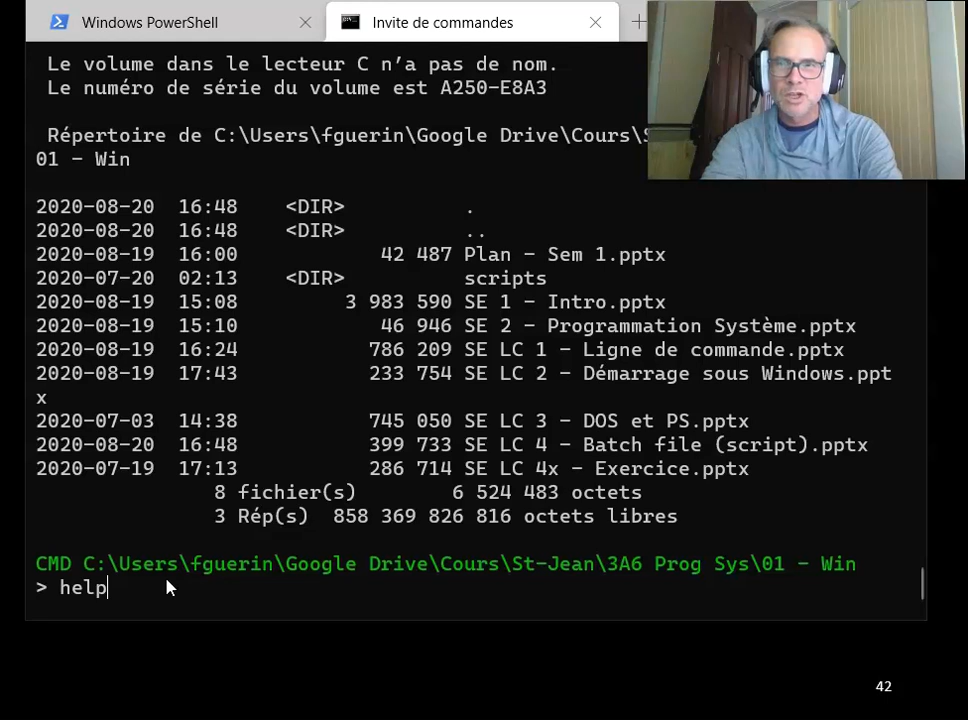 Windows PowerShell
Invite de commandes
Le volume dans le lecteur C n'a pas de nom.
Le numéro de série du volume est A250-E8A3
Répertoire de C:\Users\fguerin\Google Drive\Cours\
01 - Win
2020-08-20 16:48 <DIR> .
2020-08-20 16:48 <DIR> ..
2020-08-19 16:00 42 487 Plan - Sem 1.pptx
2020-07-20 02:13 <DIR> scripts
2020-08-19 15:08 3 983 590 SE 1 - Intro.pptx
2020-08-19 15:10 46 946 SE 2 - Programmation Système.pptx
2020-08-19 16:24 786 209 SE LC 1 - Ligne de commande.pptx
2020-08-19 17:43 233 754 SE LC 2 - Démarrage sous Windows.ppt
x
2020-07-03 14:38 745 050 SE LC 3 - DOS et PS.pptx
2020-08-20 16:48 399 733 SE LC 4 - Batch file (script).pptx
2020-07-19 17:13 286 714 SE LC 4x - Exercice.pptx
8 fichier(s) 6 524 483 octets
3 Rép(s) 858 369 826 816 octets libres
CMD C:\Users\fguerin\Google Drive\Cours\St-Jean\3A6 Prog Sys\01 - Win
> help
42